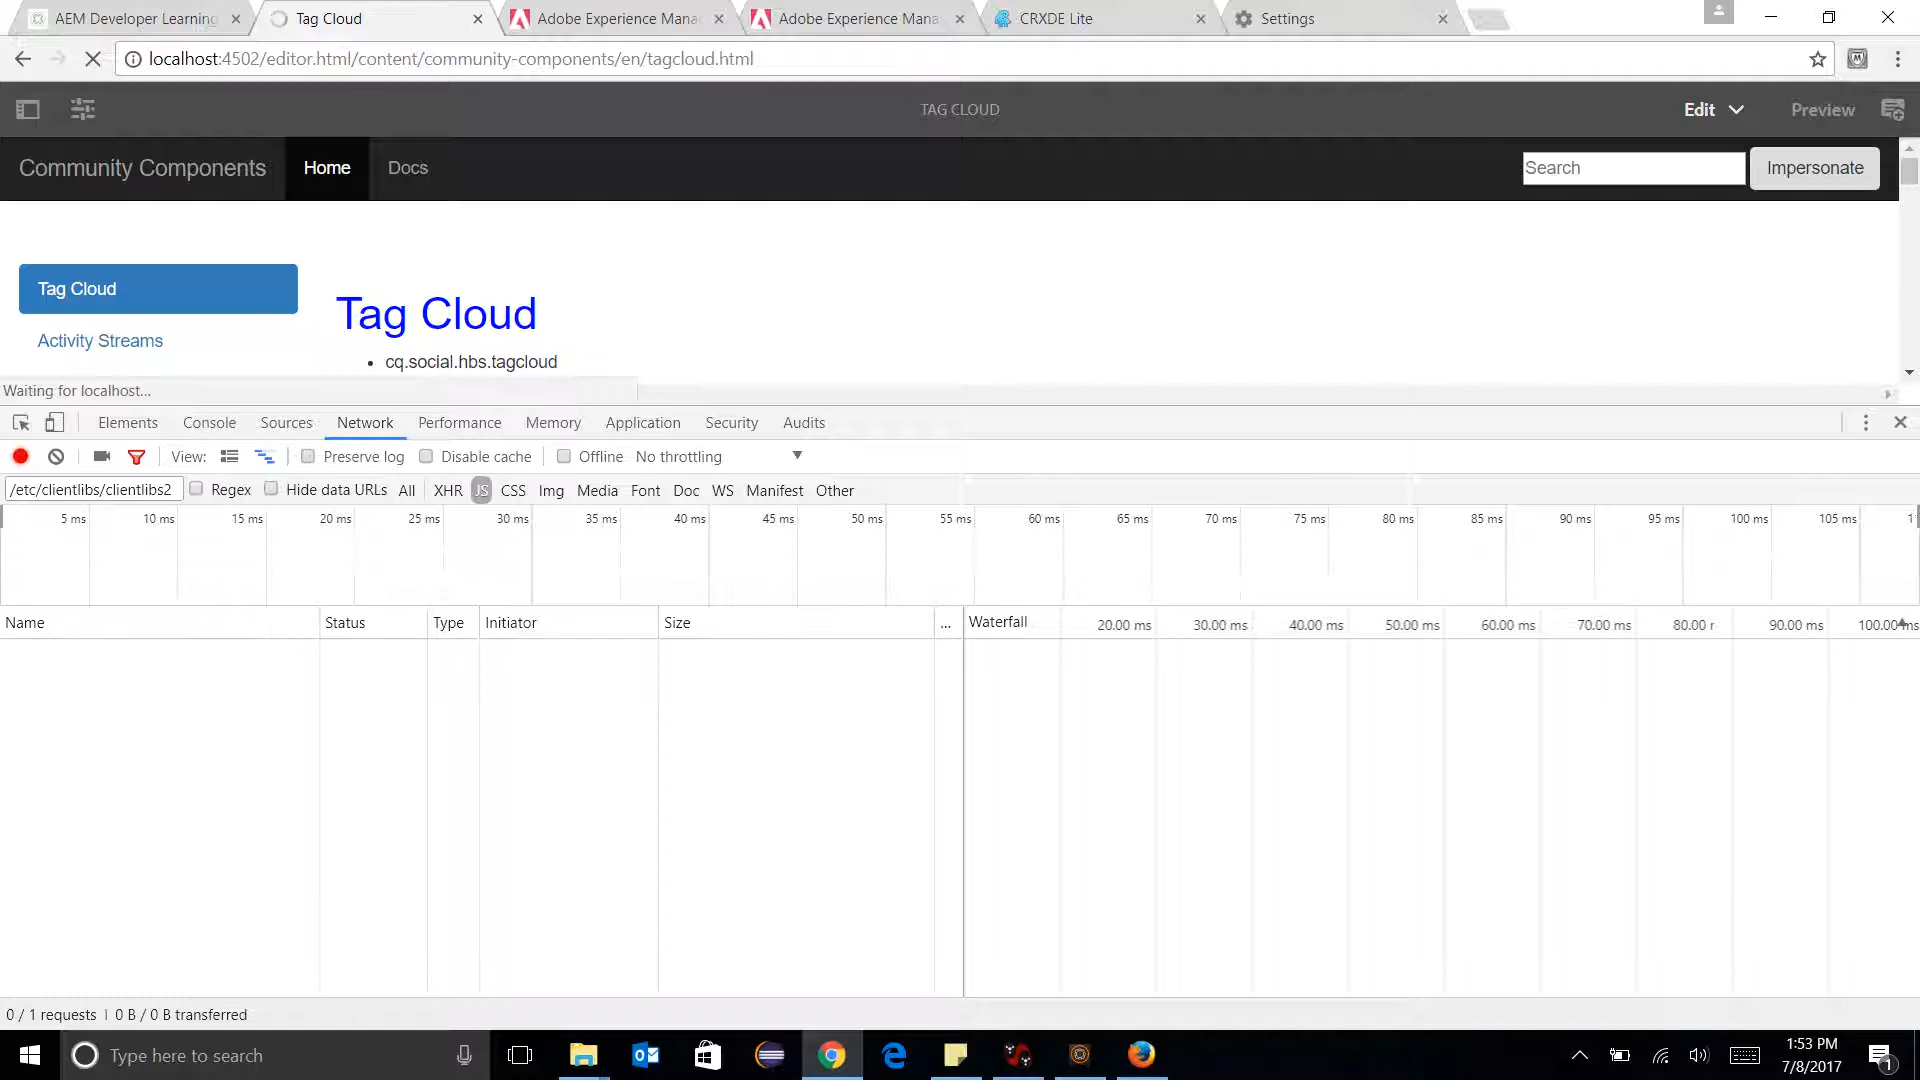 AEM Developer Learning
Tag Cloud
Adobe Experience Mana
Adobe Experience Mana
CRXDE Lite
Settings
localhost:4502/editor.html/content/community-components/en/tagcloud.html
TAG CLOUD
Edit
Preview
Community Components
Home
Docs
Search
Impersonate
Tag Cloud
Activity Streams
Tag Cloud
• cq.social.hbs.tagcloud
Waiting for localhost...
Elements Console Sources Network Performance Memory Application Security Audits
View: Preserve log Disable cache Offline No throttling
/etc/clientlibs/clientlibs2 Regex Hide data URLs All XHR JS CSS Img Media Font Doc WS Manifest Other
5 ms 10 ms 15 ms 20 ms 25 ms 30 ms 35 ms 40 ms 45 ms 50 ms 55 ms 60 ms 65 ms 70 ms 75 ms 80 ms 85 ms 90 ms 95 ms 100 ms 105 ms 1
Name Status Type Initiator Size ... Waterfall 20.00 ms 30.00 ms 40.00 ms 50.00 ms 60.00 ms 70.00 ms 80.00 r 90.00 ms 100.00 ms
0 / 1 requests | 0 B / 0 B transferred
Type here to search
1:53 PM
7/8/2017
1